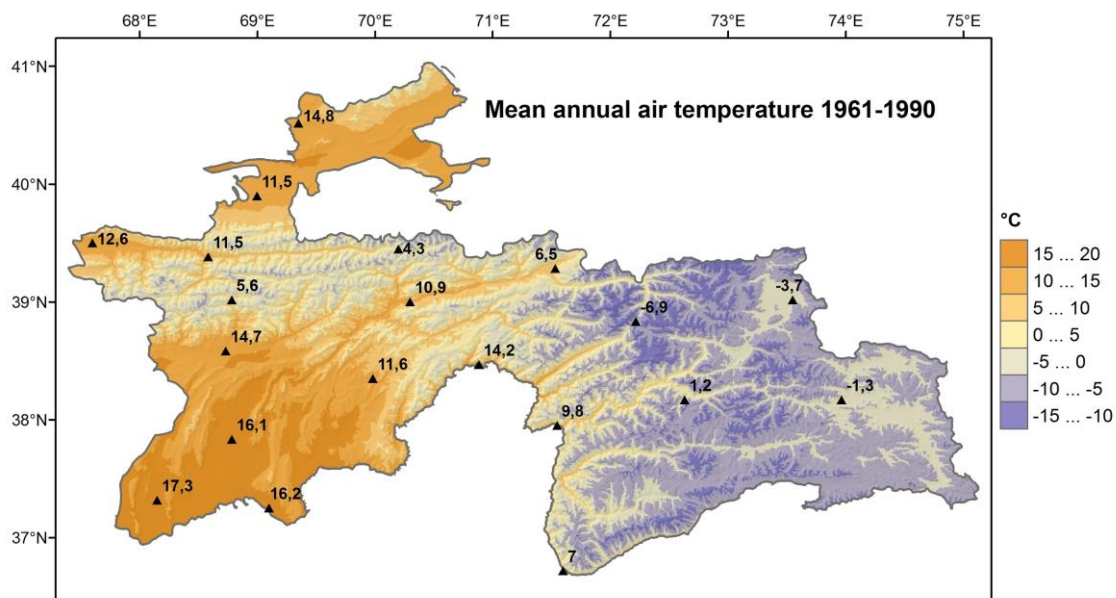 68°E 69°E 70°E 71°E 72°E 73°E 74°E 75°E
41°N
Mean annual air temperature 1961-1990
14,8
40°N
11,5
12,6
11,5
4,3
6,5
39°N
5,6
10,9
-6,9
-3,7
14,7
14,2
11,6
1,2
-1,3
38°N
16,1
9,8
17,3
16,2
37°N
7
°C
15 ... 20
10 ... 15
5 ... 10
0 ... 5
-5 ... 0
-10 ... -5
-15 ... -10